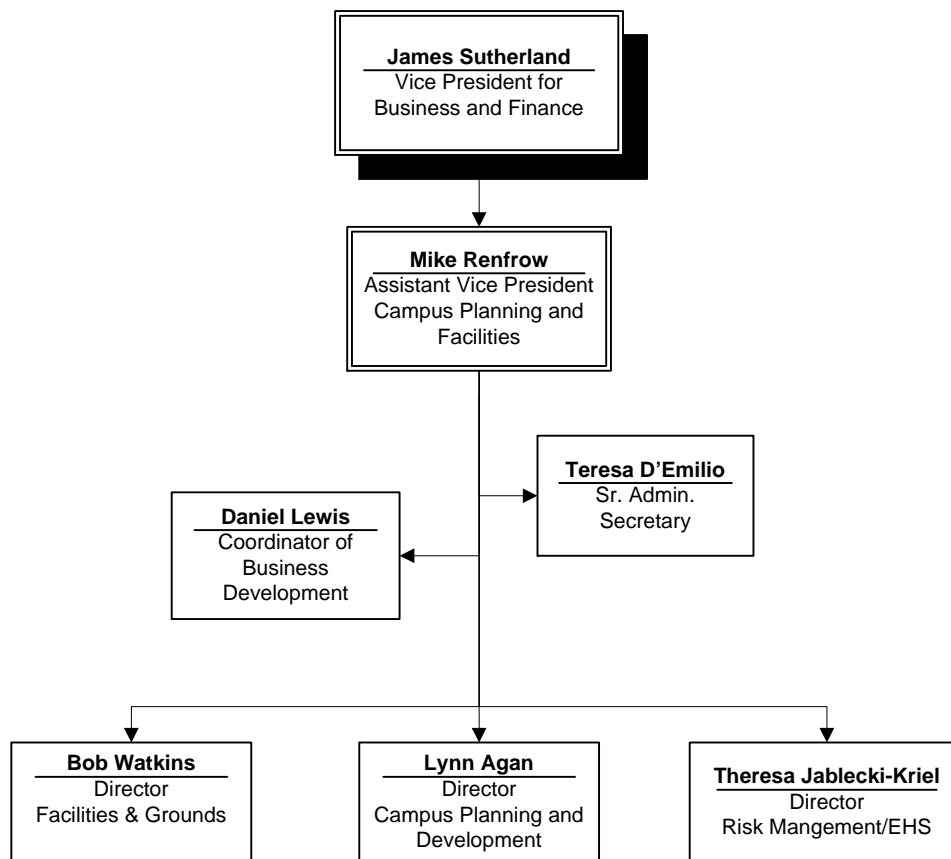 James Sutherland
Vice President for
Business and Finance
Mike Renfrow
Assistant Vice President
Campus Planning and
Facilities
Teresa D’Emilio
Sr. Admin.
Secretary
Daniel Lewis
Coordinator of
Business
Development
Bob Watkins
Director
Facilities & Grounds
Lynn Agan
Director
Campus Planning and
Development
Theresa Jablecki-Kriel
Director
Risk Mangement/EHS